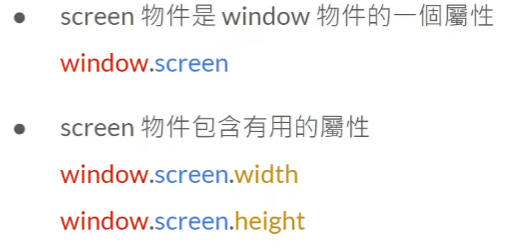 ● screen 物件是 window 物件的一個屬性
window.screen
● screen 物件包含有用的屬性
window.screen.width
window.screen.height